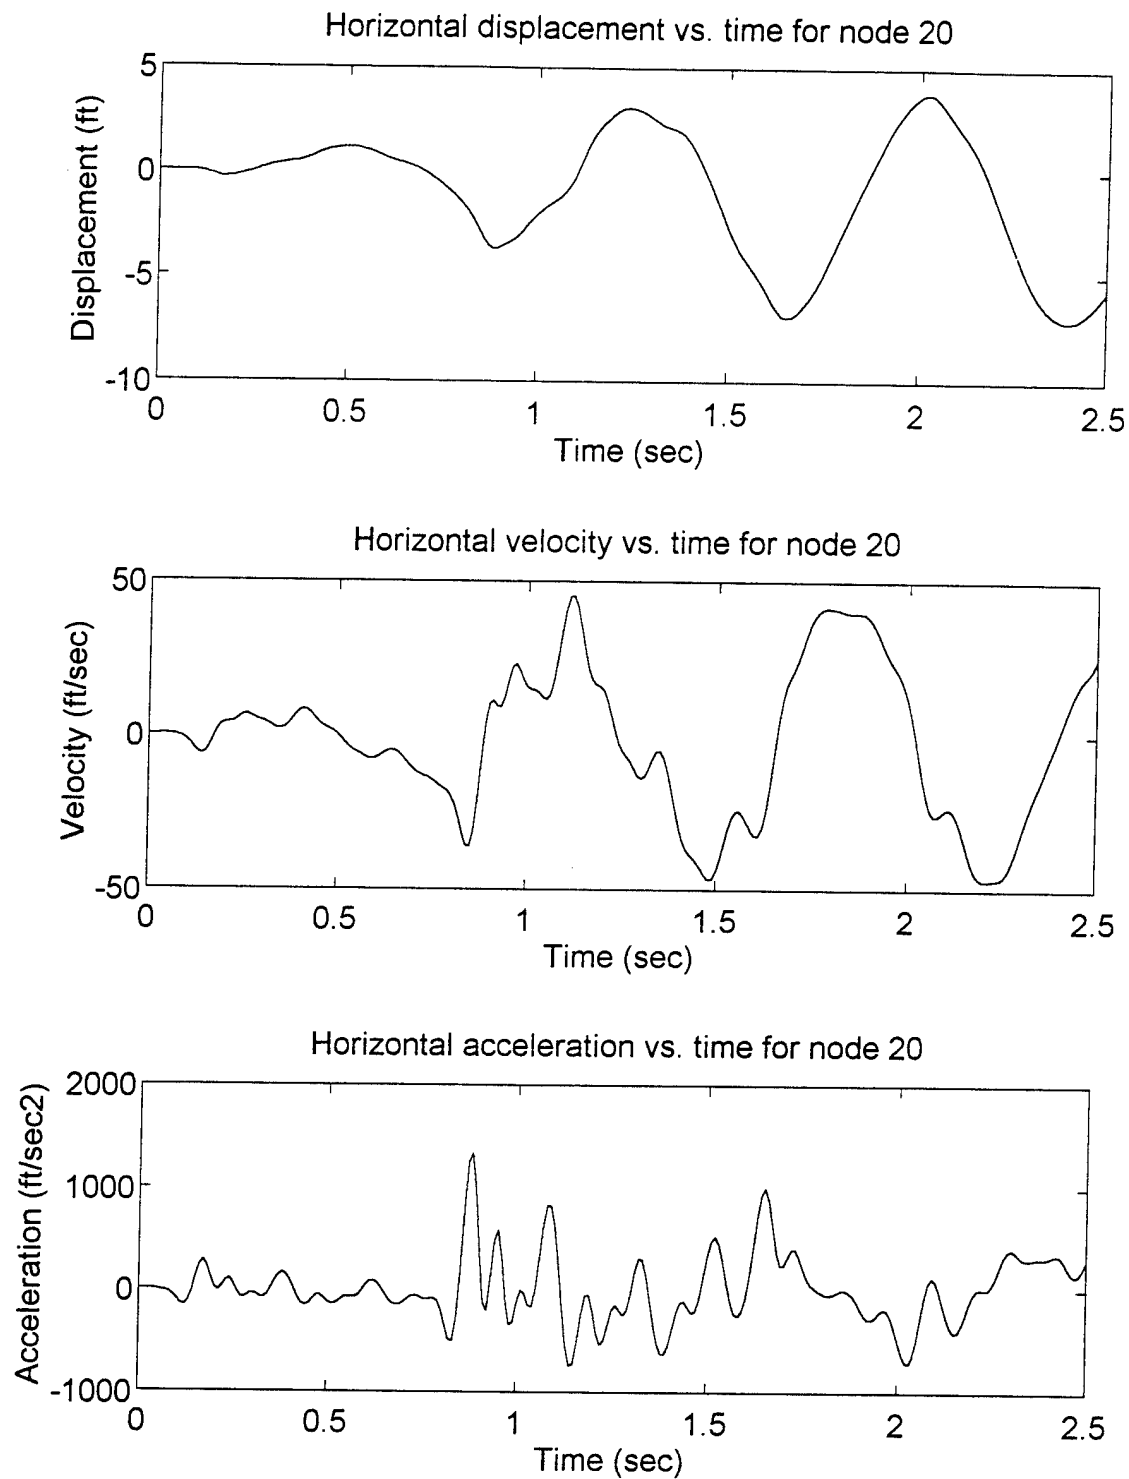 Horizontal displacement vs. time for node 20
5
0
-5
-10
Displacement (ft)
0 0.5 1 1.5 2 2.5
Time (sec)
Horizontal velocity vs. time for node 20
50
0
-50
Velocity (ft/sec)
0 0.5 1 1.5 2 2.5
Time (sec)
Horizontal acceleration vs. time for node 20
2000
1000
0
-1000
Acceleration (ft/sec2)
0 0.5 1 1.5 2 2.5
Time (sec)